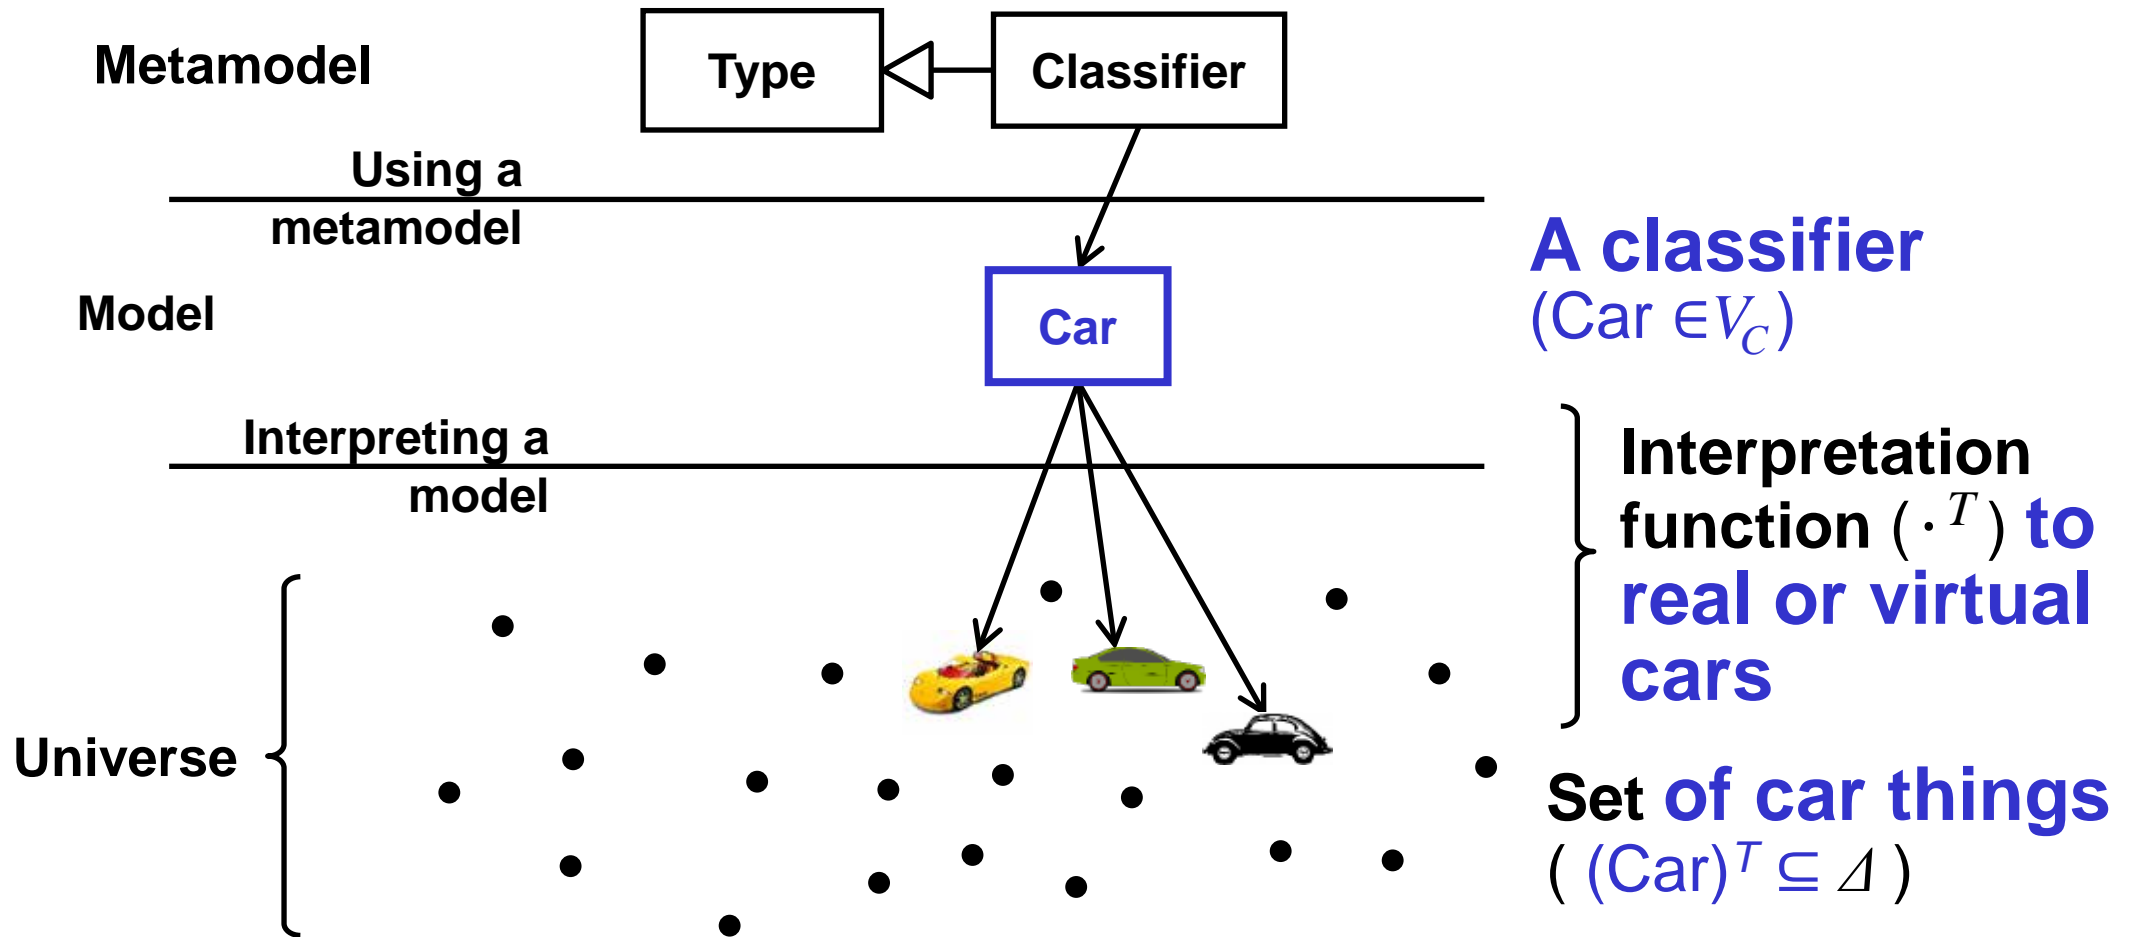 Metamodel
Type
Classifier
Using a
metamodel
A classifier
(Car ∈V_C)
Model
Car
Interpreting a
model
Interpretation
function (·^T) to
real or virtual
cars
Universe
Set of car things
( (Car)^T ⊆ Δ )